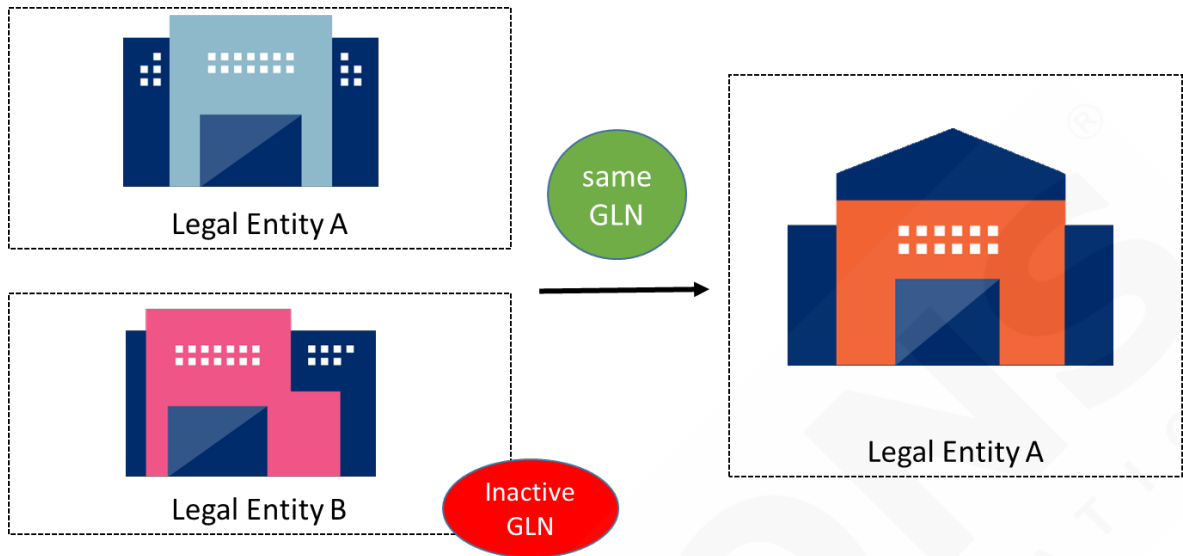 Legal Entity A
same
GLN
Legal Entity B
Inactive
GLN
Legal Entity A
®